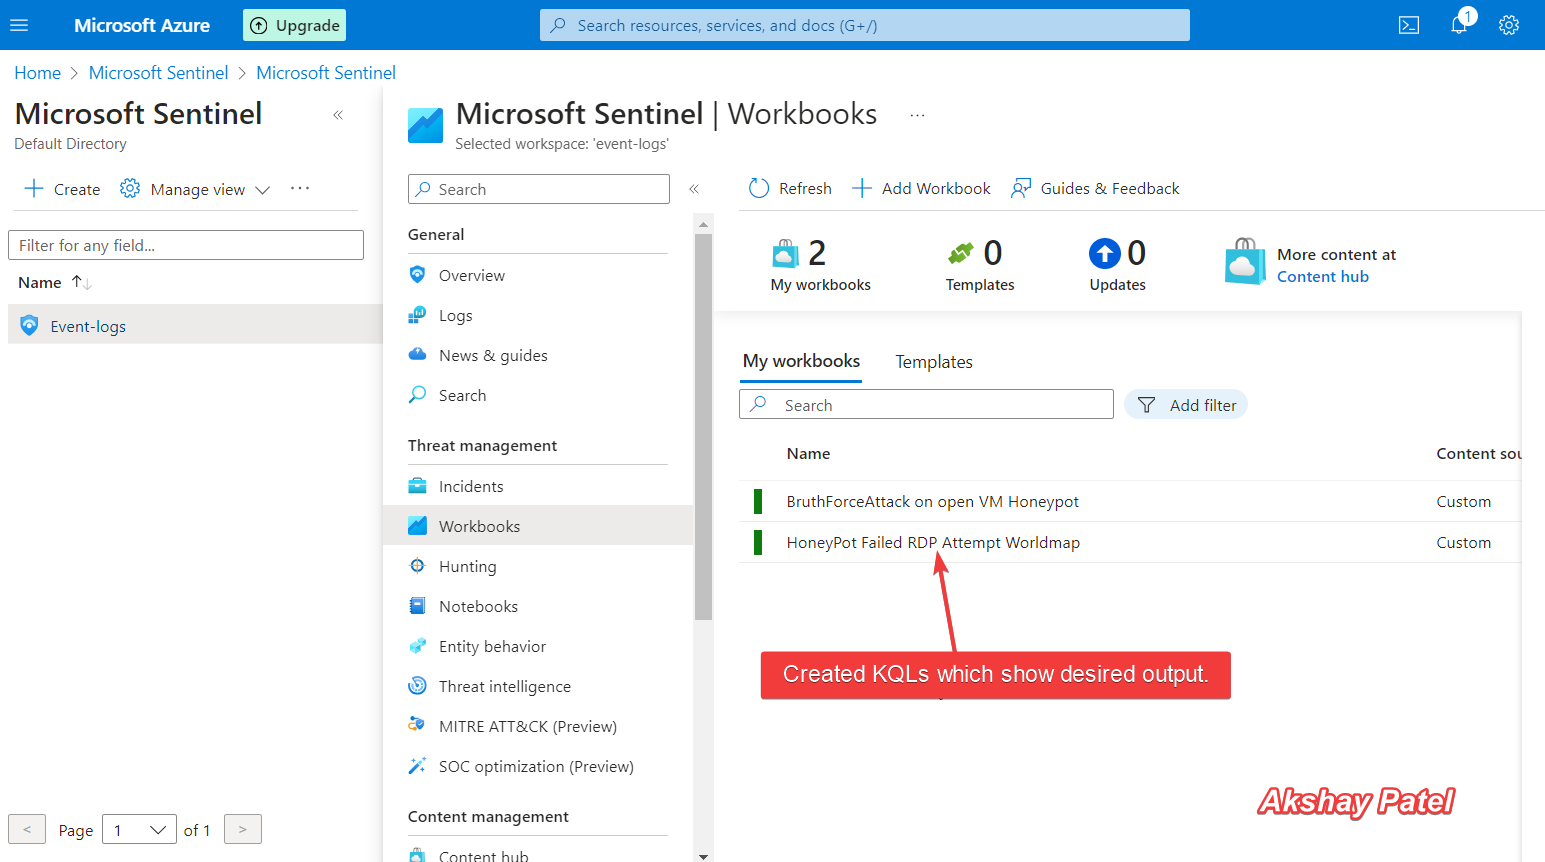 Microsoft Azure
Upgrade
Search resources, services, and docs (G+/)
1
Home > Microsoft Sentinel > Microsoft Sentinel
Microsoft Sentinel
Default Directory
Create
Manage view
Filter for any field...
Name
Event-logs
< Page 1 of 1 >
Microsoft Sentinel | Workbooks
Selected workspace: 'event-logs'
Search
General
Overview
Logs
News & guides
Search
Threat management
Incidents
Workbooks
Hunting
Notebooks
Entity behavior
Threat intelligence
MITRE ATT&CK (Preview)
SOC optimization (Preview)
Content management
Content hub
Refresh
Add Workbook
Guides & Feedback
2
My workbooks
0
Templates
0
Updates
More content at
Content hub
My workbooks
Templates
Search
Add filter
Name Content sou
BruthForceAttack on open VM Honeypot Custom
HoneyPot Failed RDP Attempt Worldmap Custom
Created KQLs which show desired output.
Akshay Patel